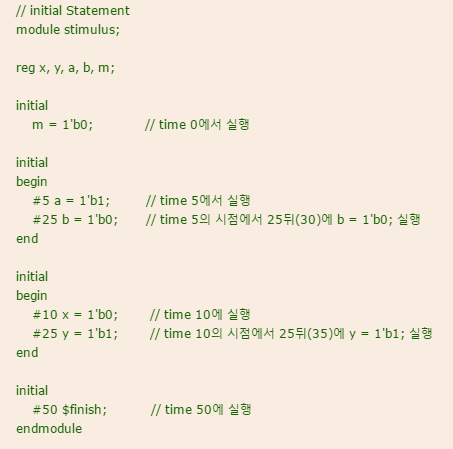 // initial Statement
module stimulus;
reg x, y, a, b, m;
initial
m = 1'b0; // time 0에서 실행
initial
begin
#5 a = 1'b1; // time 5에서 실행
#25 b = 1'b0; // time 5의 시점에서 25뒤(30)에 b = 1'b0; 실행
end
initial
begin
#10 x = 1'b0; // time 10에 실행
#25 y = 1'b1; // time 10의 시점에서 25뒤(35)에 y = 1'b1; 실행
end
initial
#50 $finish; // time 50에 실행
endmodule